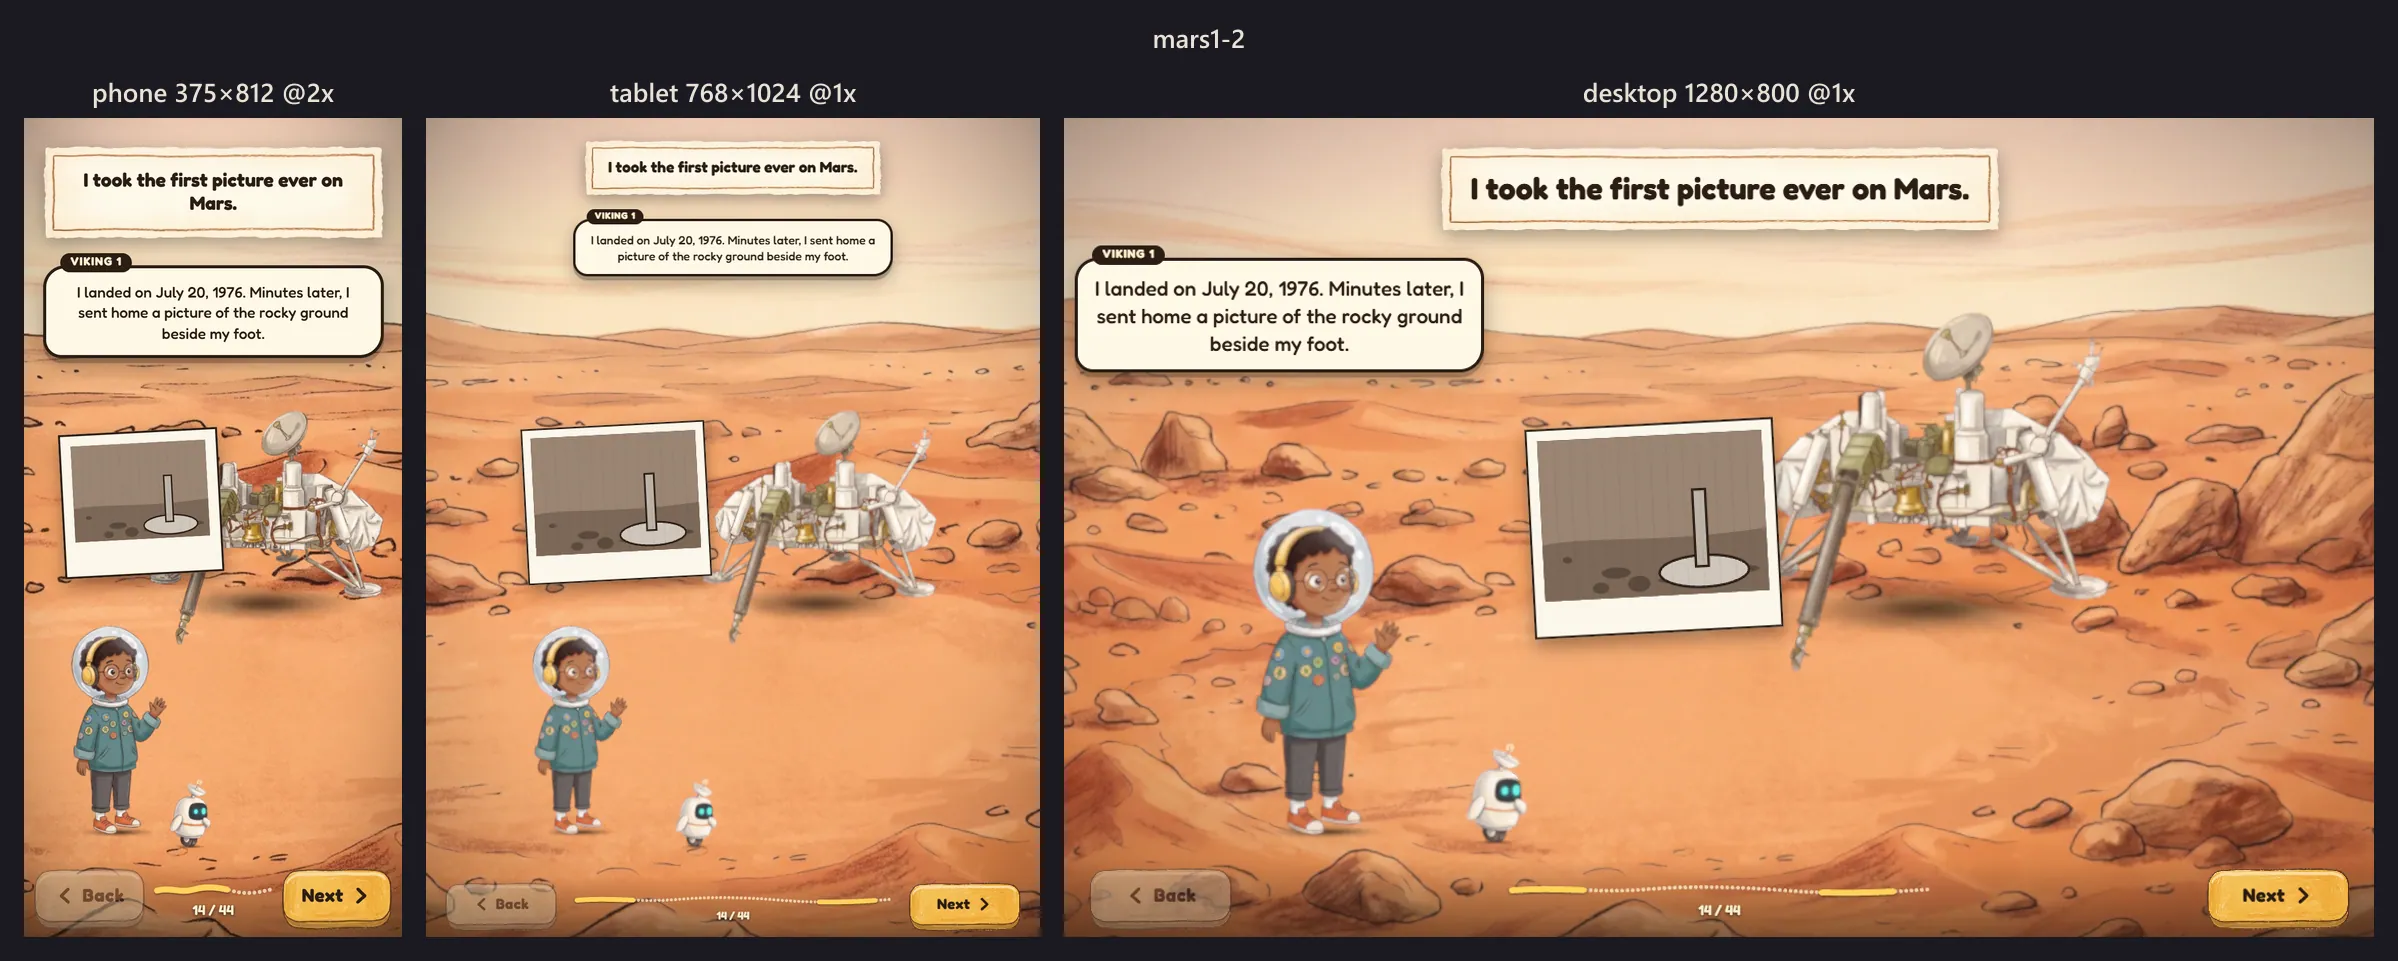 mars1-2
phone 375×812 @2x
I took the first picture ever on
Mars.
VIKING 1
I landed on July 20, 1976. Minutes later, I
sent home a picture of the rocky ground
beside my foot.
Back
14 / 44
Next
tablet 768×1024 @1x
I took the first picture ever on Mars.
VIKING 1
I landed on July 20, 1976. Minutes later, I sent home a
picture of the rocky ground beside my foot.
Back
14 / 44
Next
desktop 1280×800 @1x
I took the first picture ever on Mars.
VIKING 1
I landed on July 20, 1976. Minutes later, I
sent home a picture of the rocky ground
beside my foot.
Back
14 / 44
Next